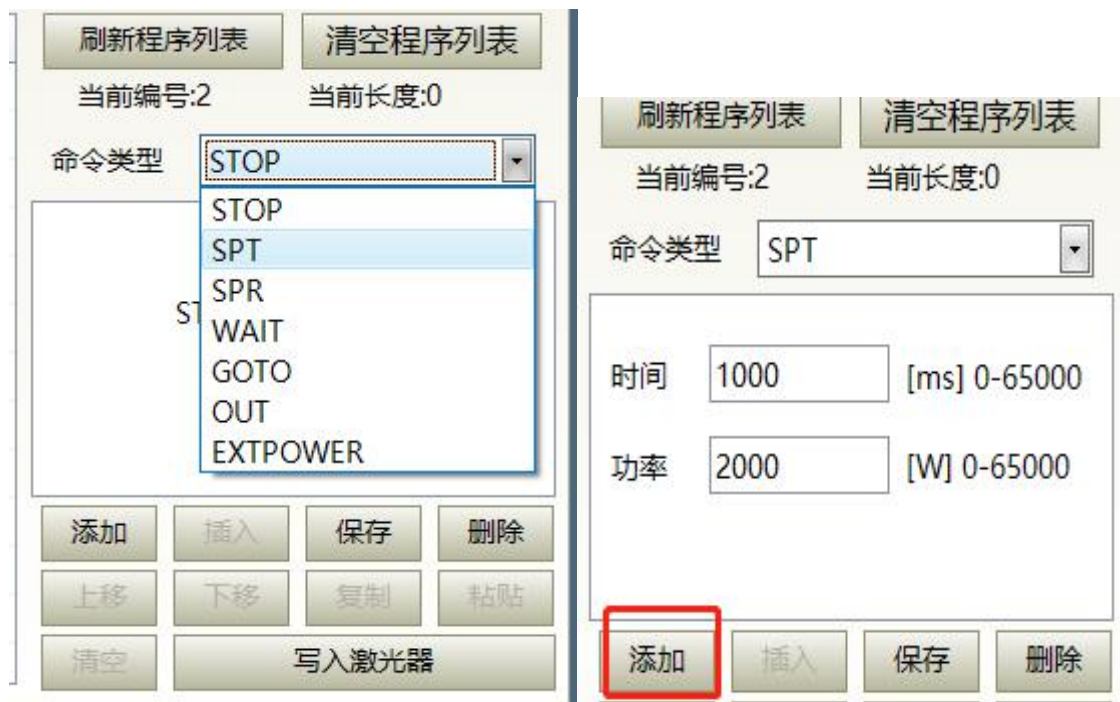 刷新程序列表 清空程序列表
当前编号:2 当前长度:0
命令类型 STOP
STOP
SPT
SPR
ST
WAIT
GOTO
OUT
EXTPOWER
添加 插入 保存 删除
上移 下移 复制 粘贴
清空 写入激光器
刷新程序列表 清空程序列表
当前编号:2 当前长度:0
命令类型 SPT
时间 1000 [ms] 0-65000
功率 2000 [W] 0-65000
添加 插入 保存 删除